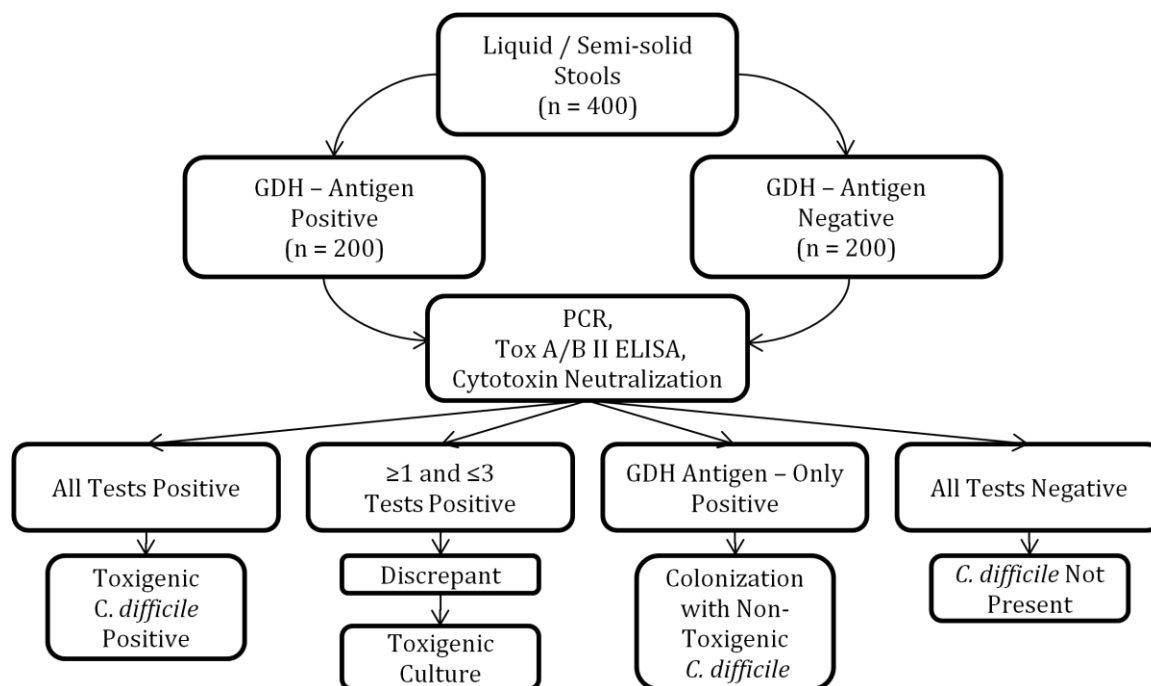 Liquid / Semi-solid
Stools
(n = 400)
GDH – Antigen
Positive
(n = 200)
GDH – Antigen
Negative
(n = 200)
PCR,
Tox A/B II ELISA,
Cytotoxin Neutralization
All Tests Positive
≥1 and ≤3
Tests Positive
GDH Antigen – Only
Positive
All Tests Negative
Toxigenic
C. difficile
Positive
Discrepant
Toxigenic
Culture
Colonization
with Non-
Toxigenic
C. difficile
C. difficile Not
Present